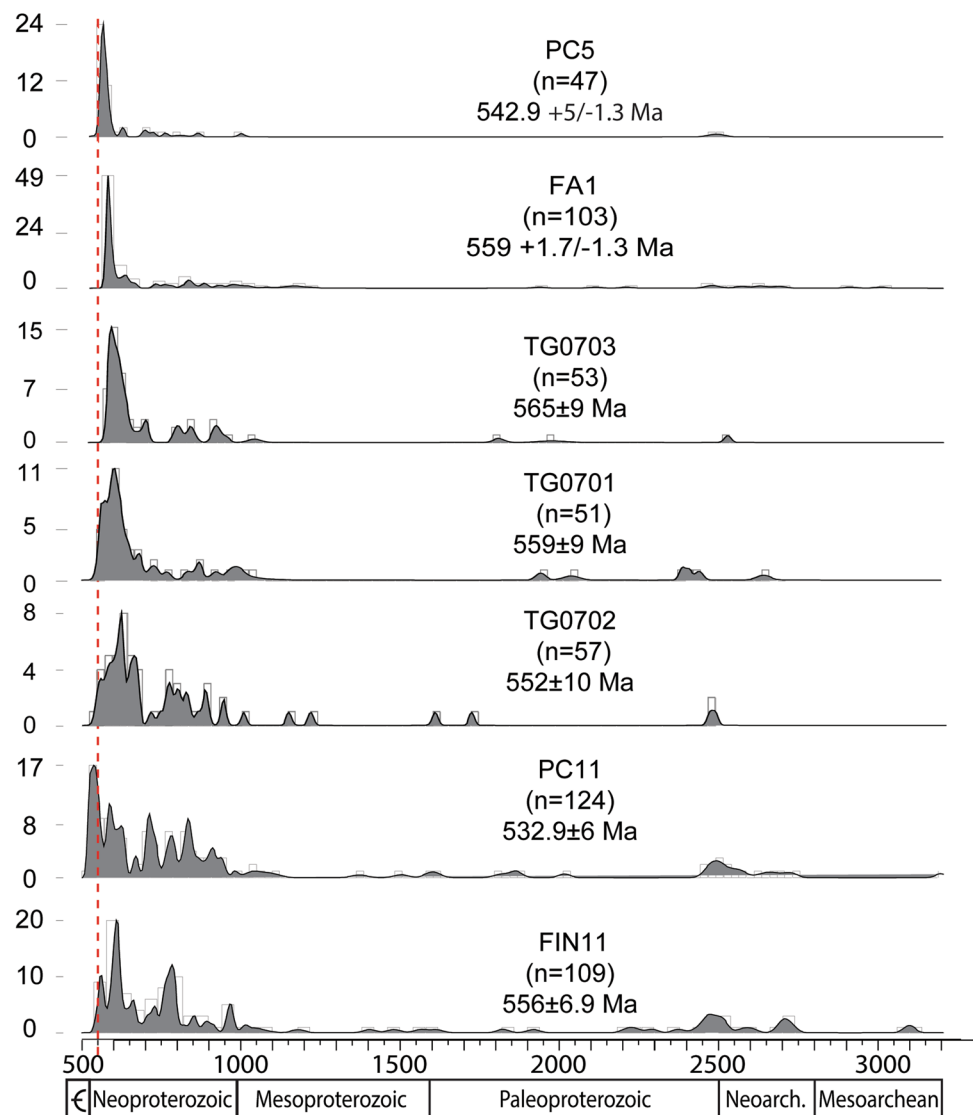 24
12
0
PC5
(n=47)
542.9 +5/-1.3 Ma
49
24
0
FA1
(n=103)
559 +1.7/-1.3 Ma
15
7
0
TG0703
(n=53)
565±9 Ma
11
5
0
TG0701
(n=51)
559±9 Ma
8
4
0
TG0702
(n=57)
552±10 Ma
17
8
0
PC11
(n=124)
532.9±6 Ma
20
10
0
FIN11
(n=109)
556±6.9 Ma
500 1000 1500 2000 2500 3000
€ Neoproterozoic Mesoproterozoic Paleoproterozoic Neoarch. Mesoarchean